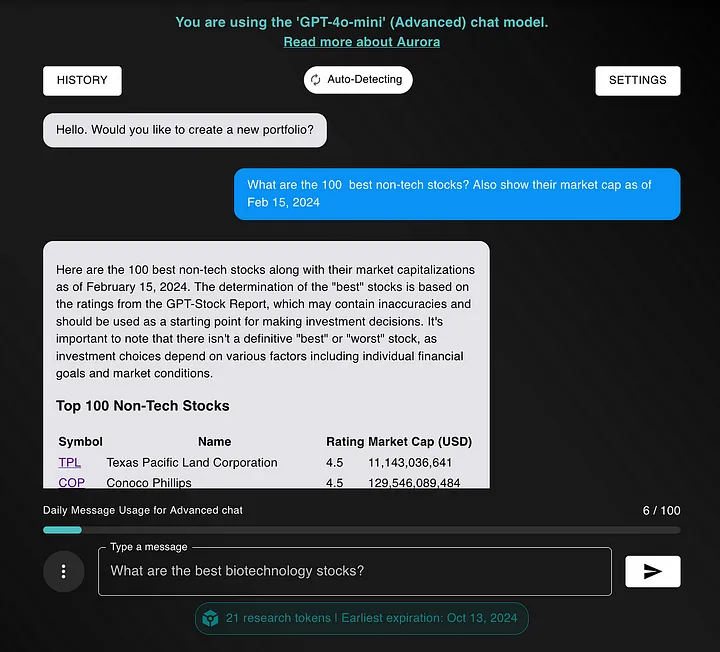 You are using the 'GPT-4o-mini' (Advanced) chat model.
Read more about Aurora
HISTORY
Auto-Detecting
SETTINGS
Hello. Would you like to create a new portfolio?
What are the 100  best non-tech stocks? Also show their market cap as of
Feb 15, 2024
Here are the 100 best non-tech stocks along with their market capitalizations
as of February 15, 2024. The determination of the "best" stocks is based on
the ratings from the GPT-Stock Report, which may contain inaccuracies and
should be used as a starting point for making investment decisions. It's
important to note that there isn't a definitive "best" or "worst" stock, as
investment choices depend on various factors including individual financial
goals and market conditions.
Top 100 Non-Tech Stocks
Symbol Name Rating Market Cap (USD)
TPL Texas Pacific Land Corporation 4.5 11,143,036,641
COP Conoco Phillips 4.5 129,546,089,484
Daily Message Usage for Advanced chat 6 / 100
Type a message
What are the best biotechnology stocks?
21 research tokens | Earliest expiration: Oct 13, 2024